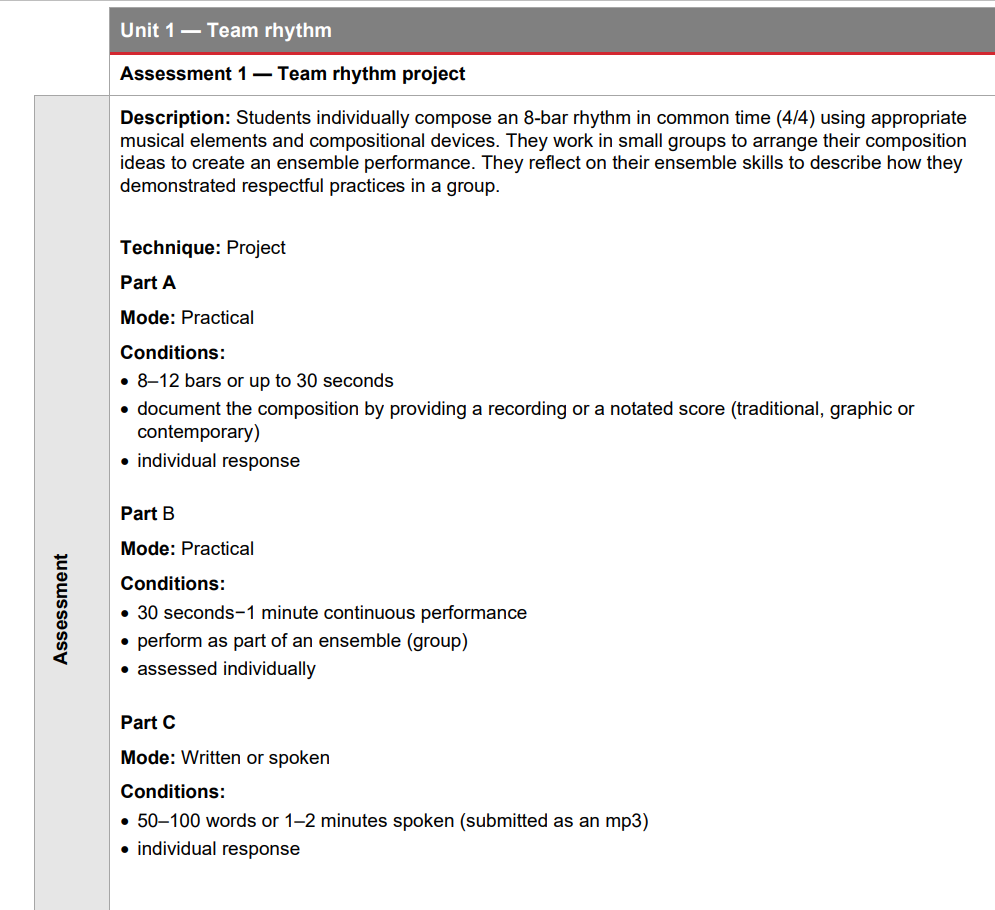 Unit 1 — Team rhythm
Assessment 1 — Team rhythm project
Assessment
Description: Students individually compose an 8-bar rhythm in common time (4/4) using appropriate
musical elements and compositional devices. They work in small groups to arrange their composition
ideas to create an ensemble performance. They reflect on their ensemble skills to describe how they
demonstrated respectful practices in a group.
Technique: Project
Part A
Mode: Practical
Conditions:
• 8–12 bars or up to 30 seconds
• document the composition by providing a recording or a notated score (traditional, graphic or
contemporary)
• individual response
Part B
Mode: Practical
Conditions:
• 30 seconds−1 minute continuous performance
• perform as part of an ensemble (group)
• assessed individually
Part C
Mode: Written or spoken
Conditions:
• 50–100 words or 1–2 minutes spoken (submitted as an mp3)
• individual response